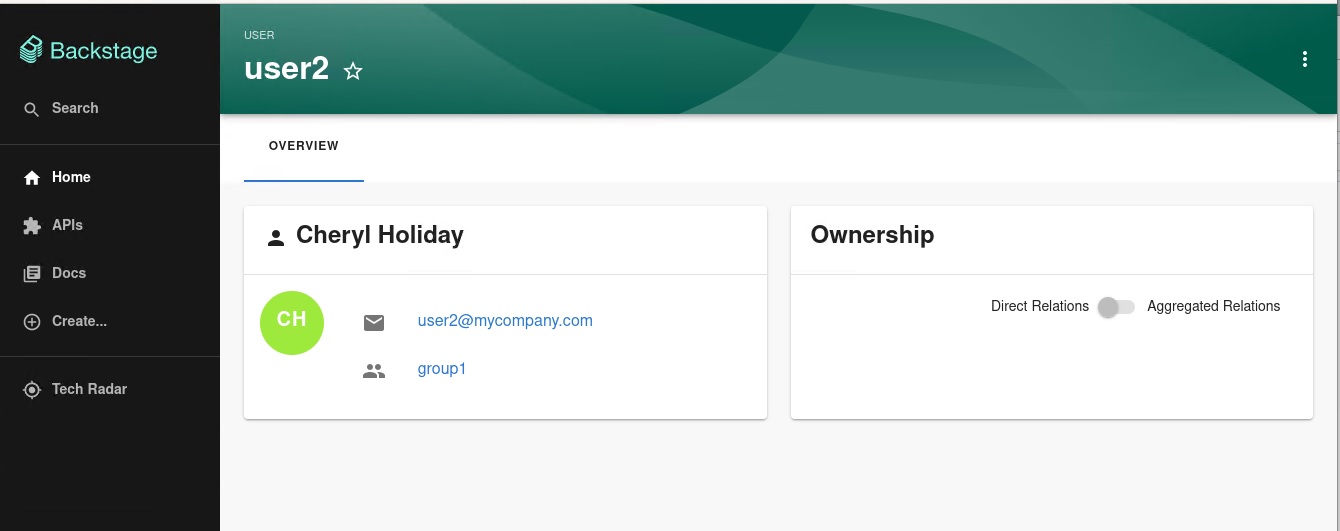 Backstage
Search
Home
APIs
Docs
Create...
Tech Radar
USER
user2
OVERVIEW
Cheryl Holiday
CH
user2@mycompany.com
group1
Ownership
Direct Relations Aggregated Relations